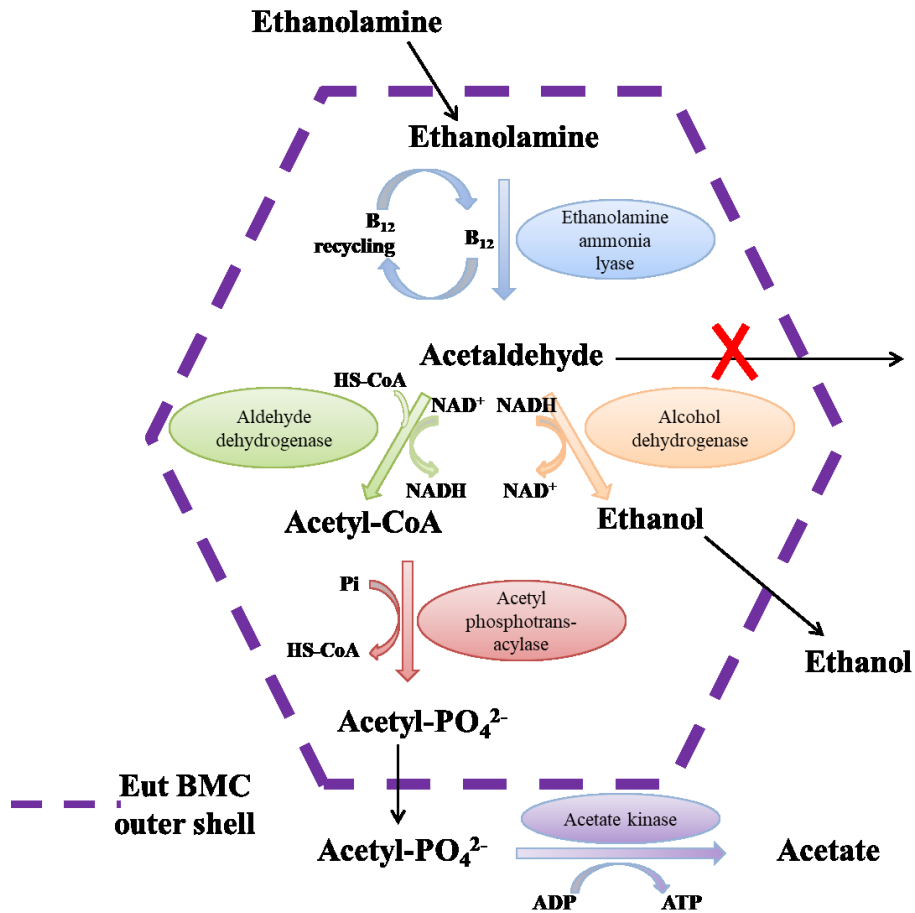 Ethanolamine
Ethanolamine
B₁₂
recycling
B₁₂
Ethanolamine
ammonia
lyase
Acetaldehyde
HS-CoA
NAD⁺
NADH
Aldehyde
dehydrogenase
Alcohol
dehydrogenase
NADH
NAD⁺
Acetyl-CoA
Ethanol
Pi
HS-CoA
Acetyl
phosphotrans-
acylase
Ethanol
Acetyl-PO₄²⁻
Eut BMC
outer shell
Acetyl-PO₄²⁻
Acetate kinase
Acetate
ADP
ATP